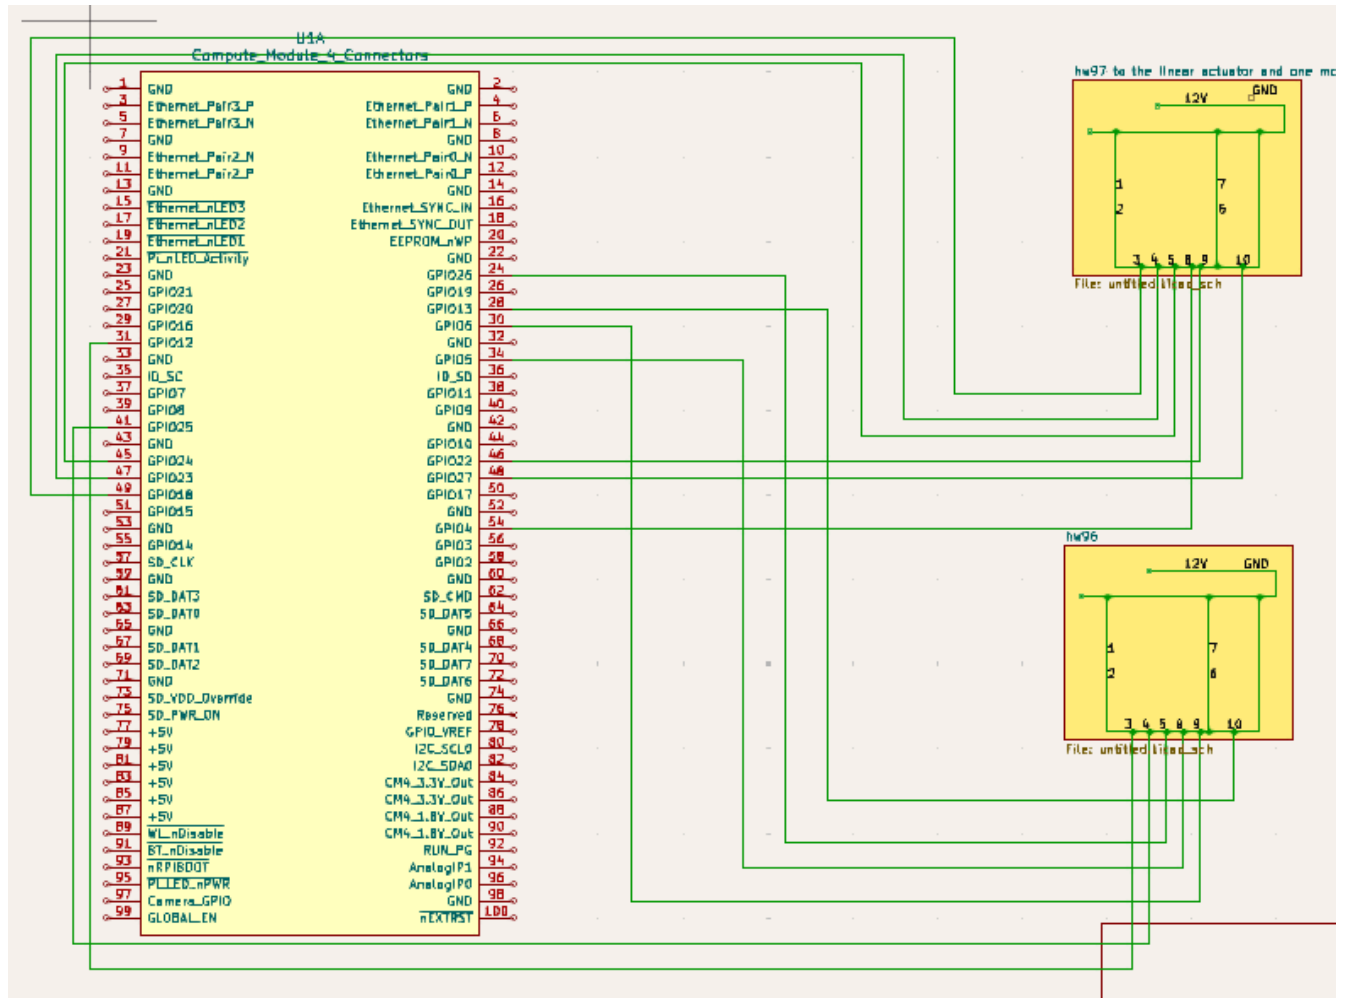 U1A
Compute_Module_4_Connectors
1 GND GND 2
3 Ethernet_Pair3_P Ethernet_Pair1_P 4
5 Ethernet_Pair3_N Ethernet_Pair1_N 6
7 GND GND 8
9 Ethernet_Pair2_N Ethernet_Pair0_N 10
11 Ethernet_Pair2_P Ethernet_Pair0_P 12
13 GND GND 14
15 Ethernet_nLED3 Ethernet_SYNC_IN 16
17 Ethernet_nLED2 Ethernet_SYNC_OUT 18
19 Ethernet_nLED1 EEPROM_nWP 20
21 Pi_nLED_Activity GND 22
23 GND GPIO26 24
25 GPIO21 GPIO19 26
27 GPIO20 GPIO13 28
29 GPIO16 GPIO6 30
31 GPIO12 GND 32
33 GND GPIO5 34
35 ID_SC ID_SD 36
37 GPIO7 GPIO11 38
39 GPIO8 GPIO9 40
41 GPIO25 GND 42
43 GND GPIO10 44
45 GPIO24 GPIO22 46
47 GPIO23 GPIO27 48
49 GPIO18 GPIO17 50
51 GPIO15 GND 52
53 GND GPIO4 54
55 GPIO14 GPIO3 56
57 SD_CLK GPIO2 58
59 GND GND 60
61 SD_DAT3 SD_CMD 62
63 SD_DAT0 SD_DAT5 64
65 GND GND 66
67 SD_DAT1 SD_DAT4 68
69 SD_DAT2 SD_DAT7 70
71 GND SD_DAT6 72
73 SD_VDD_Override GND 74
75 SD_PWR_ON Reserved 76
77 +5V GPIO_VREF 78
79 +5V I2C_SCL0 80
81 +5V I2C_SDA0 82
83 +5V CM4_3.3V_Out 84
85 +5V CM4_3.3V_Out 86
87 +5V CM4_1.8V_Out 88
89 WL_nDisable CM4_1.8V_Out 90
91 BT_nDisable RUN_PG 92
93 nRPIBOOT AnalogIP1 94
95 PI_LED_nPWR AnalogIP0 96
97 Camera_GPIO GND 98
99 GLOBAL_EN nEXTRST 100
hw97 to the linear actuator and one mo
12V GND
1 7
2 6
3 4 5 8 9 10
File: untitled.kicad_sch
hw96
12V GND
1 7
2 6
3 4 5 8 9 10
File: untitled.kicad_sch